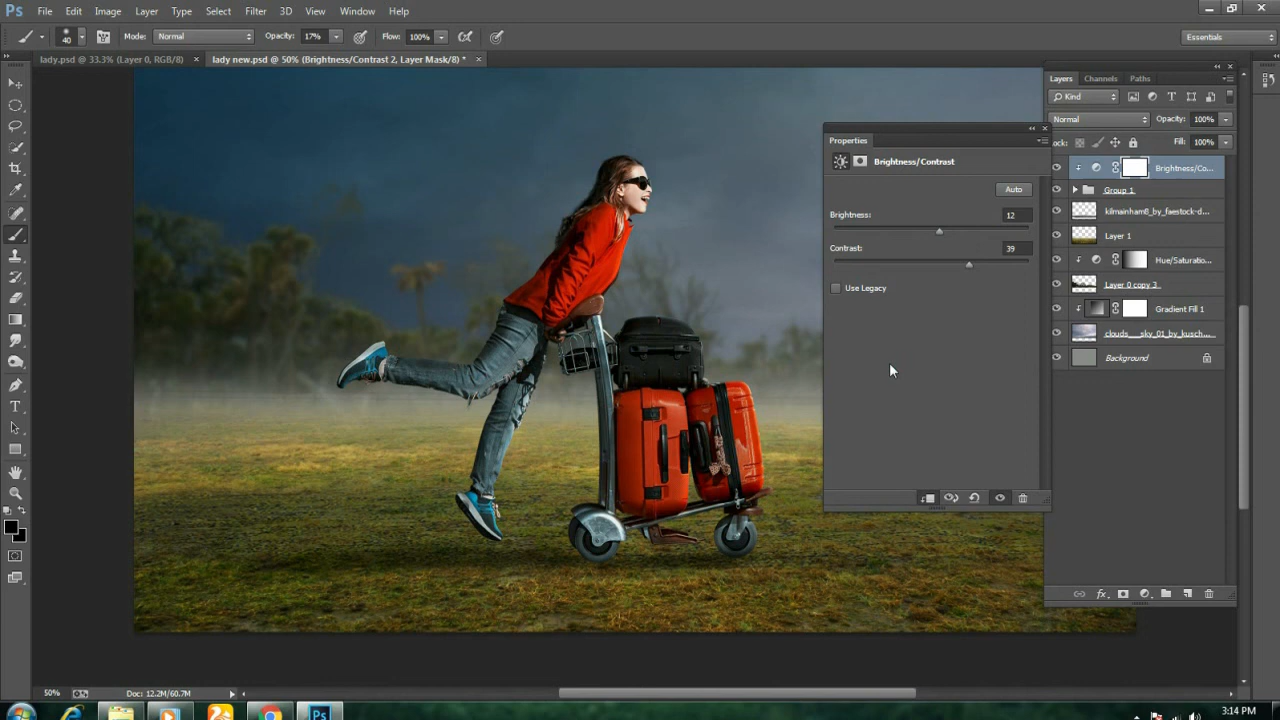 Ps File Edit Image Layer Type Select Filter 3D View Window Help
40 Mode: Normal Opacity: 17% Flow: 100% Essentials
lady.psd @ 33.3% (Layer 0, RGB/8) × lady new.psd @ 50% (Brightness/Contrast 2, Layer Mask/8) * ×
Layers Channels Paths
Kind
Normal Opacity: 100%
Lock: Fill: 100%
Properties
Brightness/Contrast
Auto
Brightness: 12
Contrast: 39
Use Legacy
Brightness/Co...
Group 1
kilmainham8_by_faestock-d...
Layer 1
Hue/Saturatio...
Layer 0 copy 3
Gradient Fill 1
clouds___sky_01_by_kusch...
Background
50% Doc: 12.2M/60.7M
Ps 3:14 PM